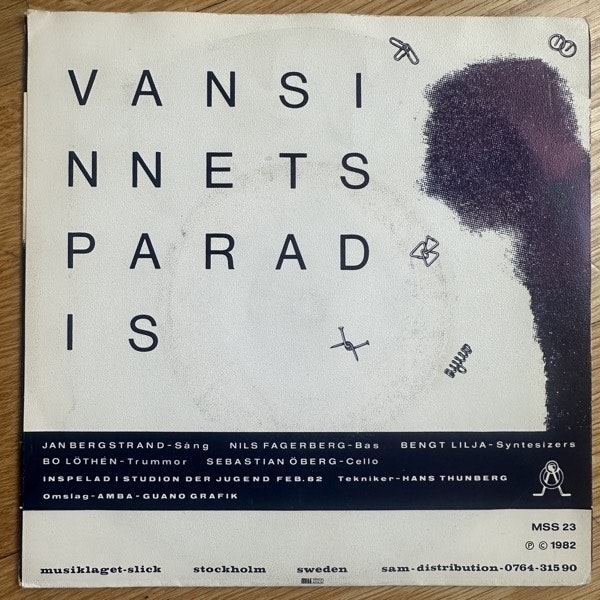 VANSI
NNETS
PARAD
IS
JAN BERGSTRAND-Sång NILS FAGERBERG-Bas BENGT LILJA-Syntesizers
BO LÖTHÉN-Trummor SEBASTIAN ÖBERG-Cello
INSPELAD I STUDION DER JUGEND FEB. 82 Tekniker-HANS THUNBERG
Omslag-AMBA-GUANO GRAFIK
MSS 23
Ⓟ © 1982
musiklaget-slick stockholm sweden sam-distribution-0764-315 90